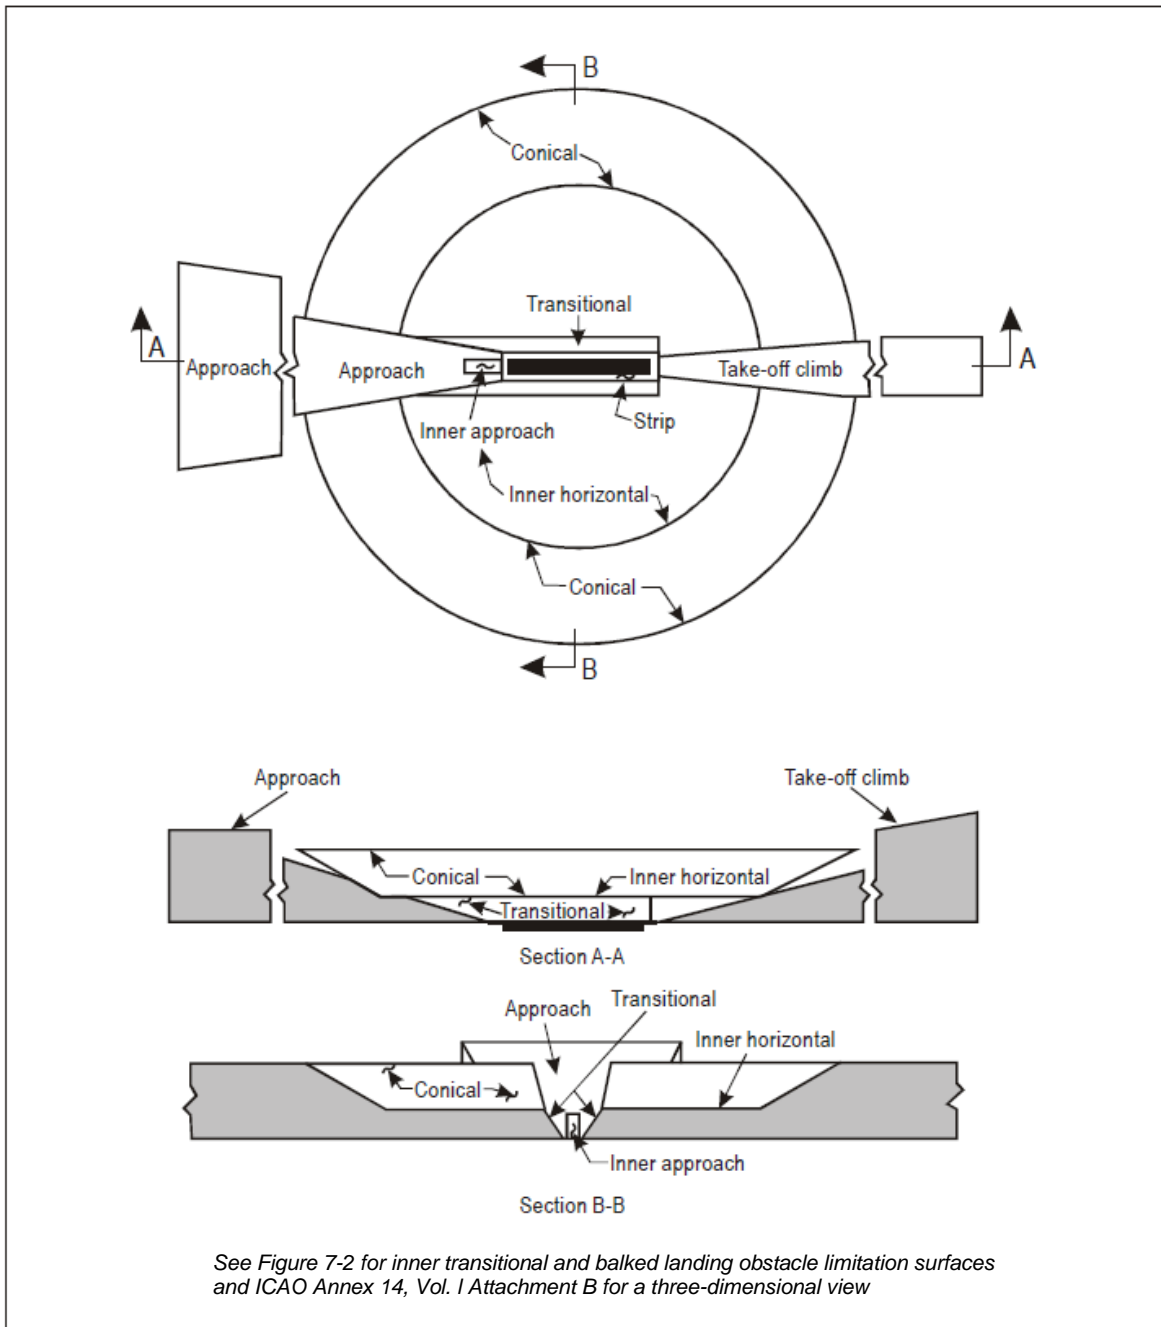 B
Conical
Transitional
A
A
Approach
Approach
Take-off climb
Strip
Inner approach
Inner horizontal
Conical
B
Approach
Take-off climb
Conical
Inner horizontal
Transitional
Section A-A
Transitional
Approach
Inner horizontal
Conical
Inner approach
Section B-B
See Figure 7-2 for inner transitional and balked landing obstacle limitation surfaces
and ICAO Annex 14, Vol. I Attachment B for a three-dimensional view